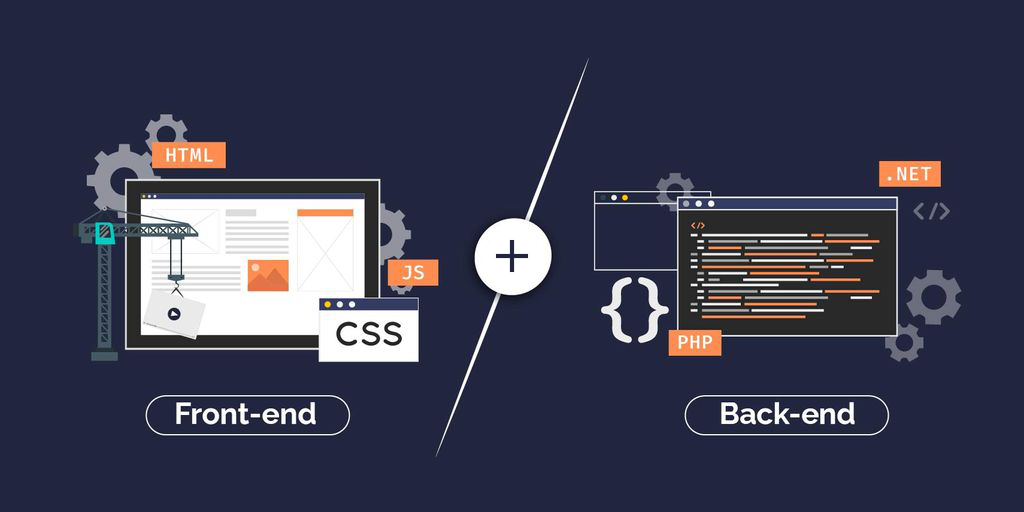 HTML
JS
CSS
Front-end
+
.NET
</>
</>
{}
PHP
Back-end